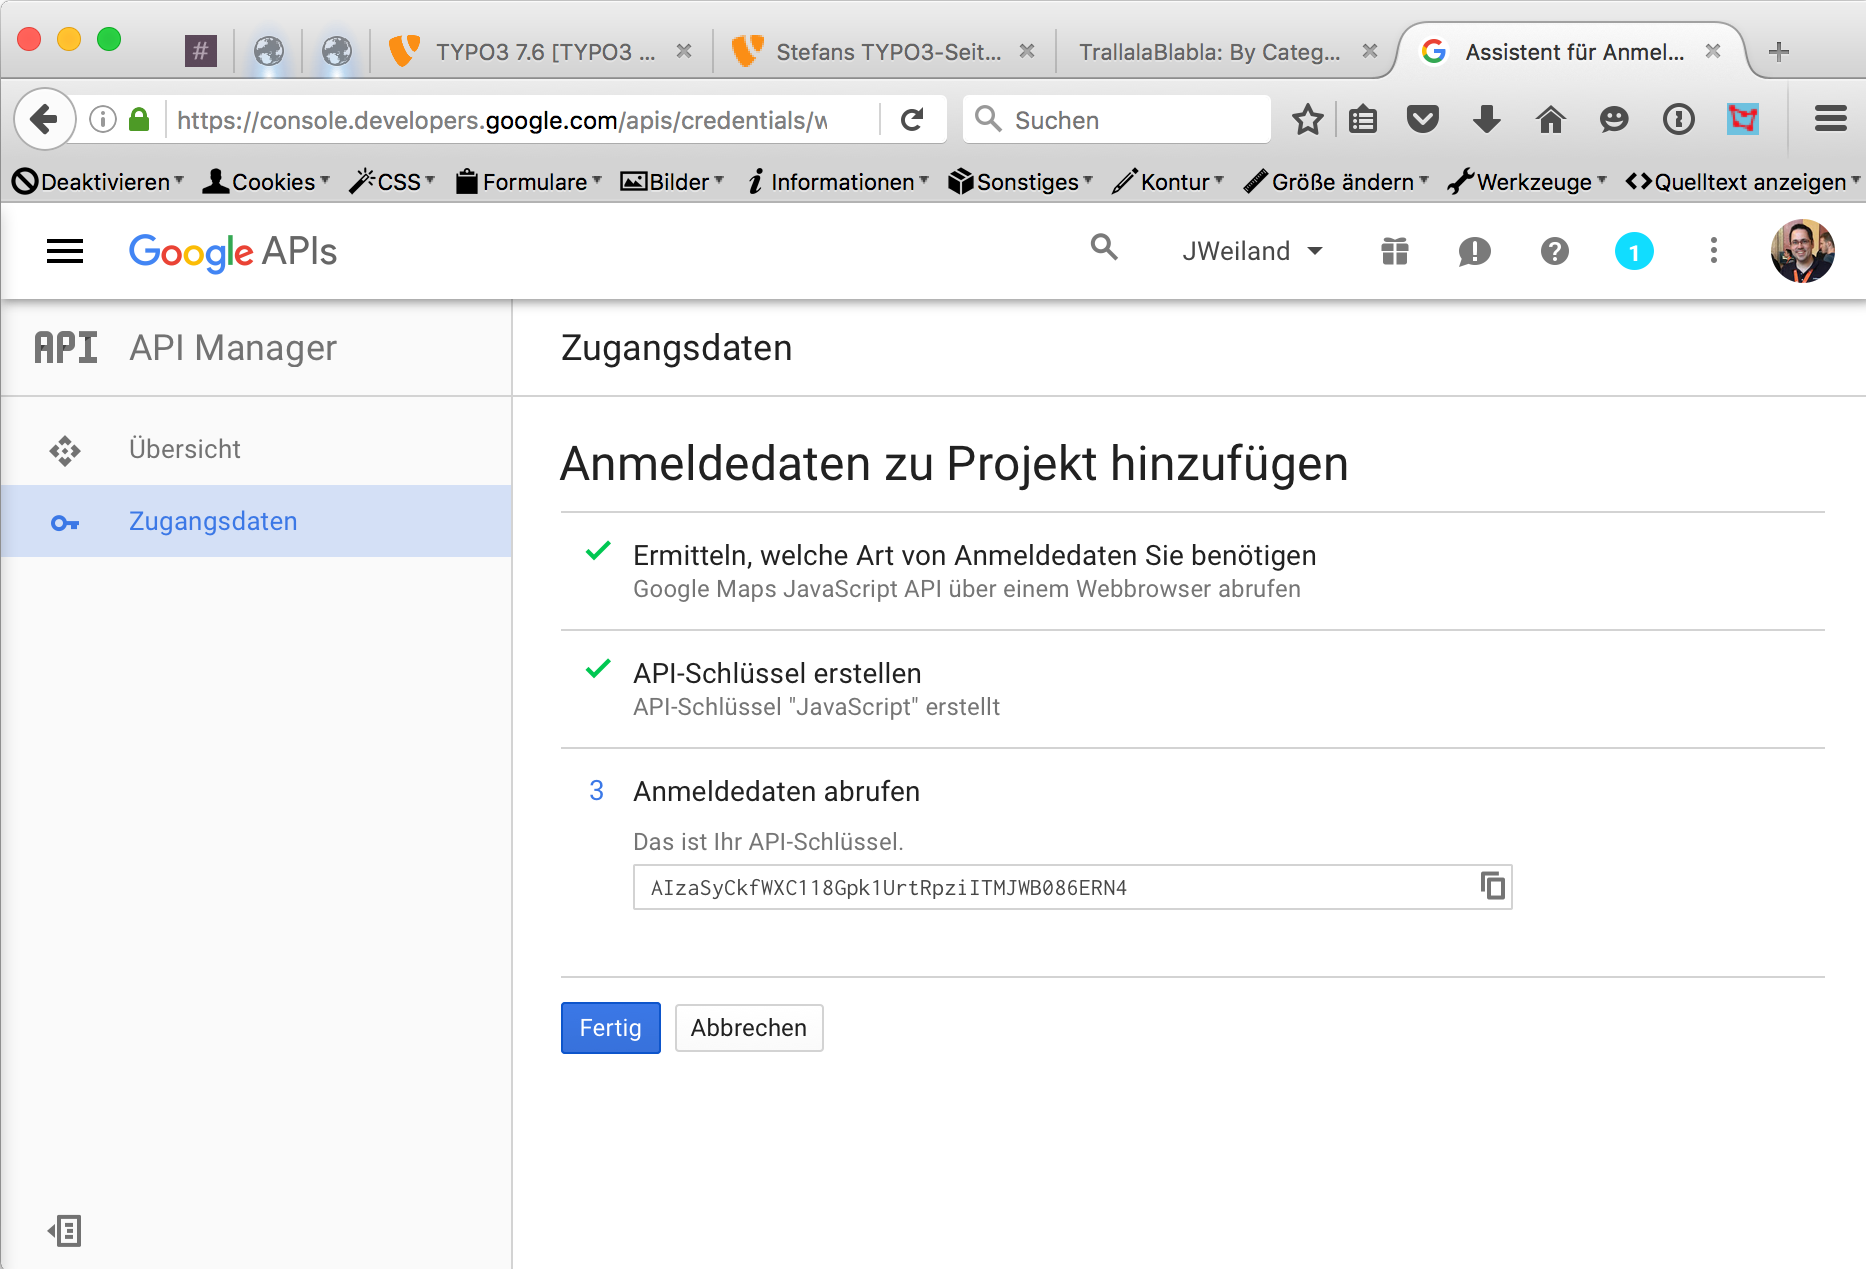 #
TYPO3 7.6 [TYPO3 ...
Stefans TYPO3-Seit...
TrallalaBlabla: By Categ...
Assistent für Anmel...
https://console.developers.google.com/apis/credentials/w
Suchen
Deaktivieren
Cookies
CSS
Formulare
Bilder
Informationen
Sonstiges
Kontur
Größe ändern
Werkzeuge
Quelltext anzeigen
Google APIs
JWeiland
1
API API Manager
Zugangsdaten
Übersicht
Zugangsdaten
Anmeldedaten zu Projekt hinzufügen
Ermitteln, welche Art von Anmeldedaten Sie benötigen
Google Maps JavaScript API über einem Webbrowser abrufen
API-Schlüssel erstellen
API-Schlüssel "JavaScript" erstellt
3 Anmeldedaten abrufen
Das ist Ihr API-Schlüssel.
AIzaSyCkfWXC118Gpk1UrtRpziITMJWB086ERN4
Fertig
Abbrechen